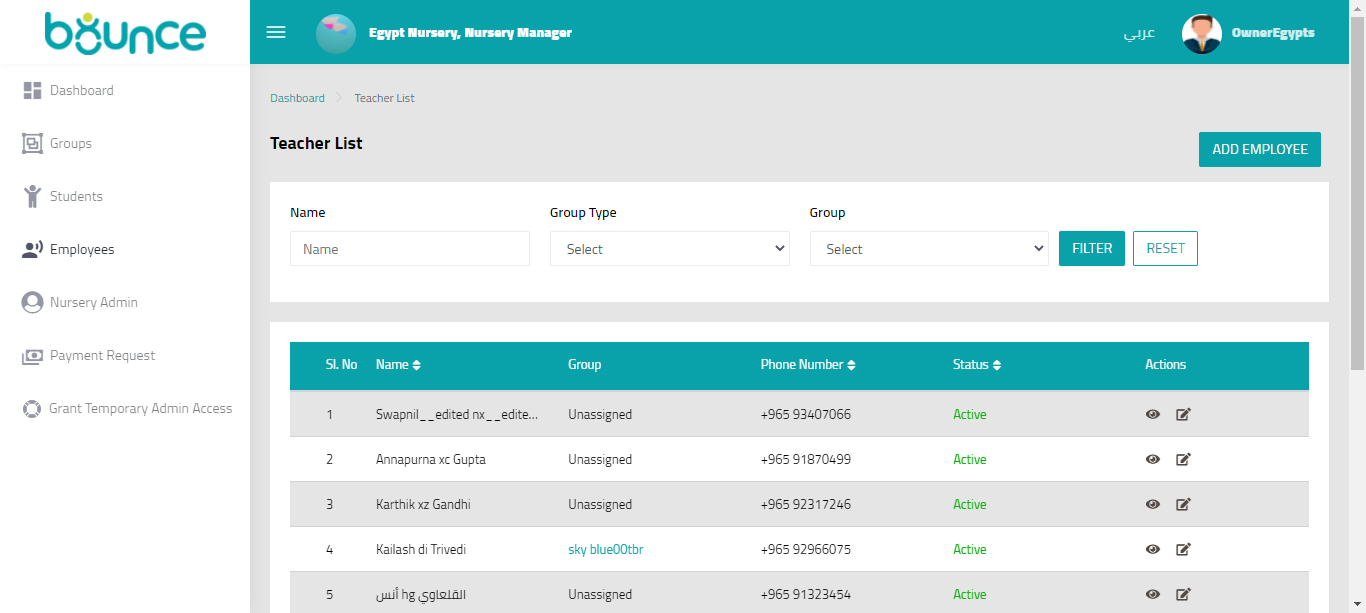 bounce
Egypt Nursery, Nursery Manager
عربي
OwnerEgypts
Dashboard
Groups
Students
Employees
Nursery Admin
Payment Request
Grant Temporary Admin Access
Dashboard > Teacher List
Teacher List
ADD EMPLOYEE
Name Group Type Group
Name Select Select FILTER RESET
Sl. No Name Group Phone Number Status Actions
1 Swapnil__edited nx__edite... Unassigned +965 93407066 Active
2 Annapurna xc Gupta Unassigned +965 91870499 Active
3 Karthik xz Gandhi Unassigned +965 92317246 Active
4 Kailash di Trivedi sky blue00tbr +965 92966075 Active
5 أنس hg القلعاوي Unassigned +965 91323454 Active